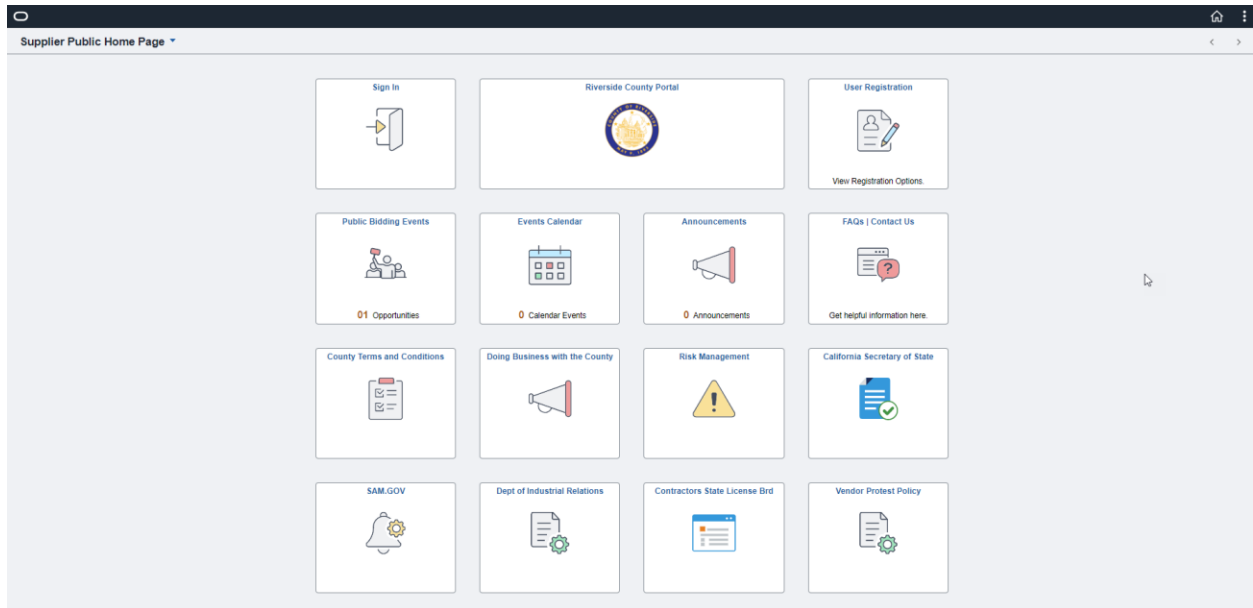 Supplier Public Home Page
Sign In
Riverside County Portal
User Registration
View Registration Options.
Public Bidding Events
Events Calendar
Announcements
FAQs | Contact Us
01 Opportunities
0 Calendar Events
0 Announcements
Get helpful information here.
County Terms and Conditions
Doing Business with the County
Risk Management
California Secretary of State
SAM.GOV
Dept of Industrial Relations
Contractors State License Brd
Vendor Protest Policy